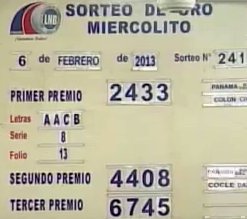 LNB
SORTEO DE ORO
MIERCOLITO
6 de FEBRERO de 2013 Sorteo N° 241
PRIMER PREMIO 2433
PANAMA
COLON
Letras AACB
Serie 8
Folio 13
SEGUNDO PREMIO 4408
COCLE
TERCER PREMIO 6745